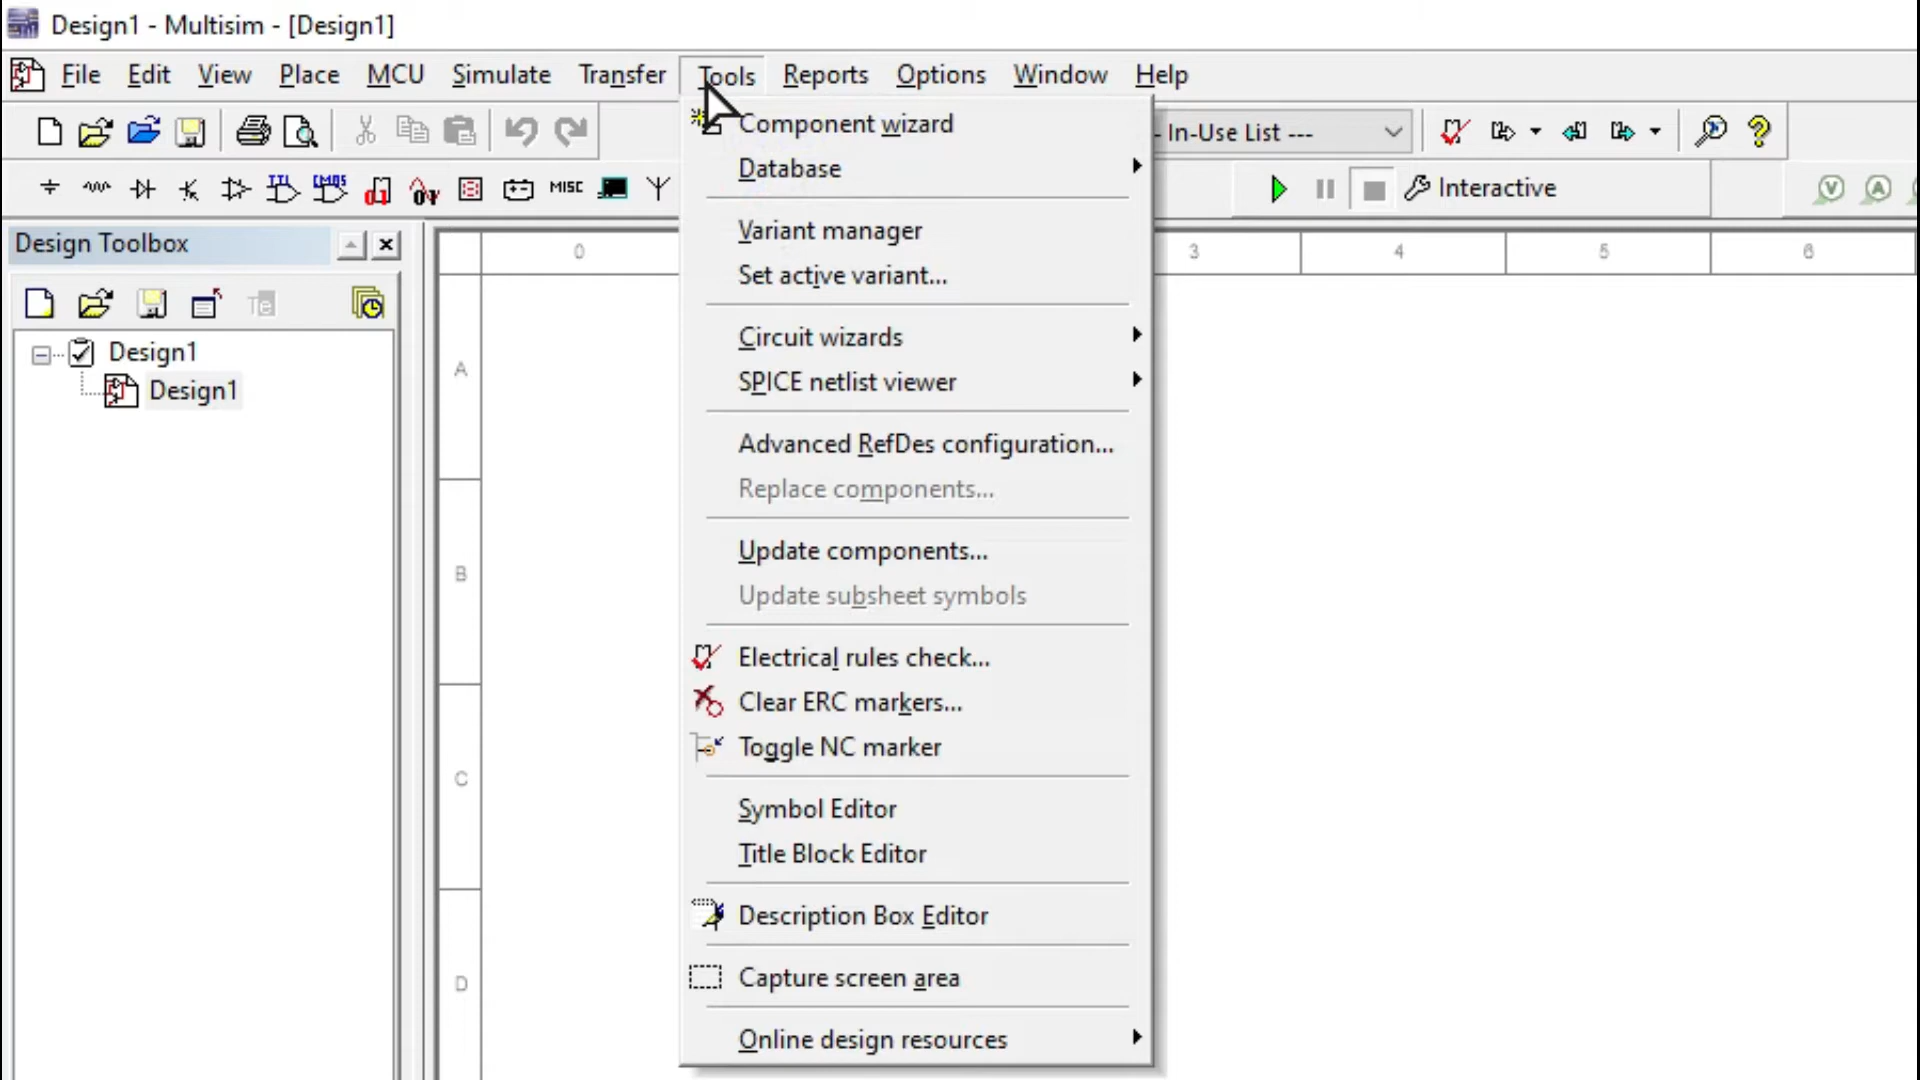 Design1 - Multisim - [Design1]
File Edit View Place MCU Simulate Transfer Tools Reports Options Window Help
Component wizard
- In-Use List ---
Database
TTL CMOS MISC
Interactive
V A
Variant manager
Design Toolbox
0 3 4 5 6
Set active variant...
Te
Circuit wizards
Design1
A
SPICE netlist viewer
Design1
Advanced RefDes configuration...
Replace components...
Update components...
B
Update subsheet symbols
Electrical rules check...
Clear ERC markers...
Toggle NC marker
C
Symbol Editor
Title Block Editor
Description Box Editor
Capture screen area
D
Online design resources